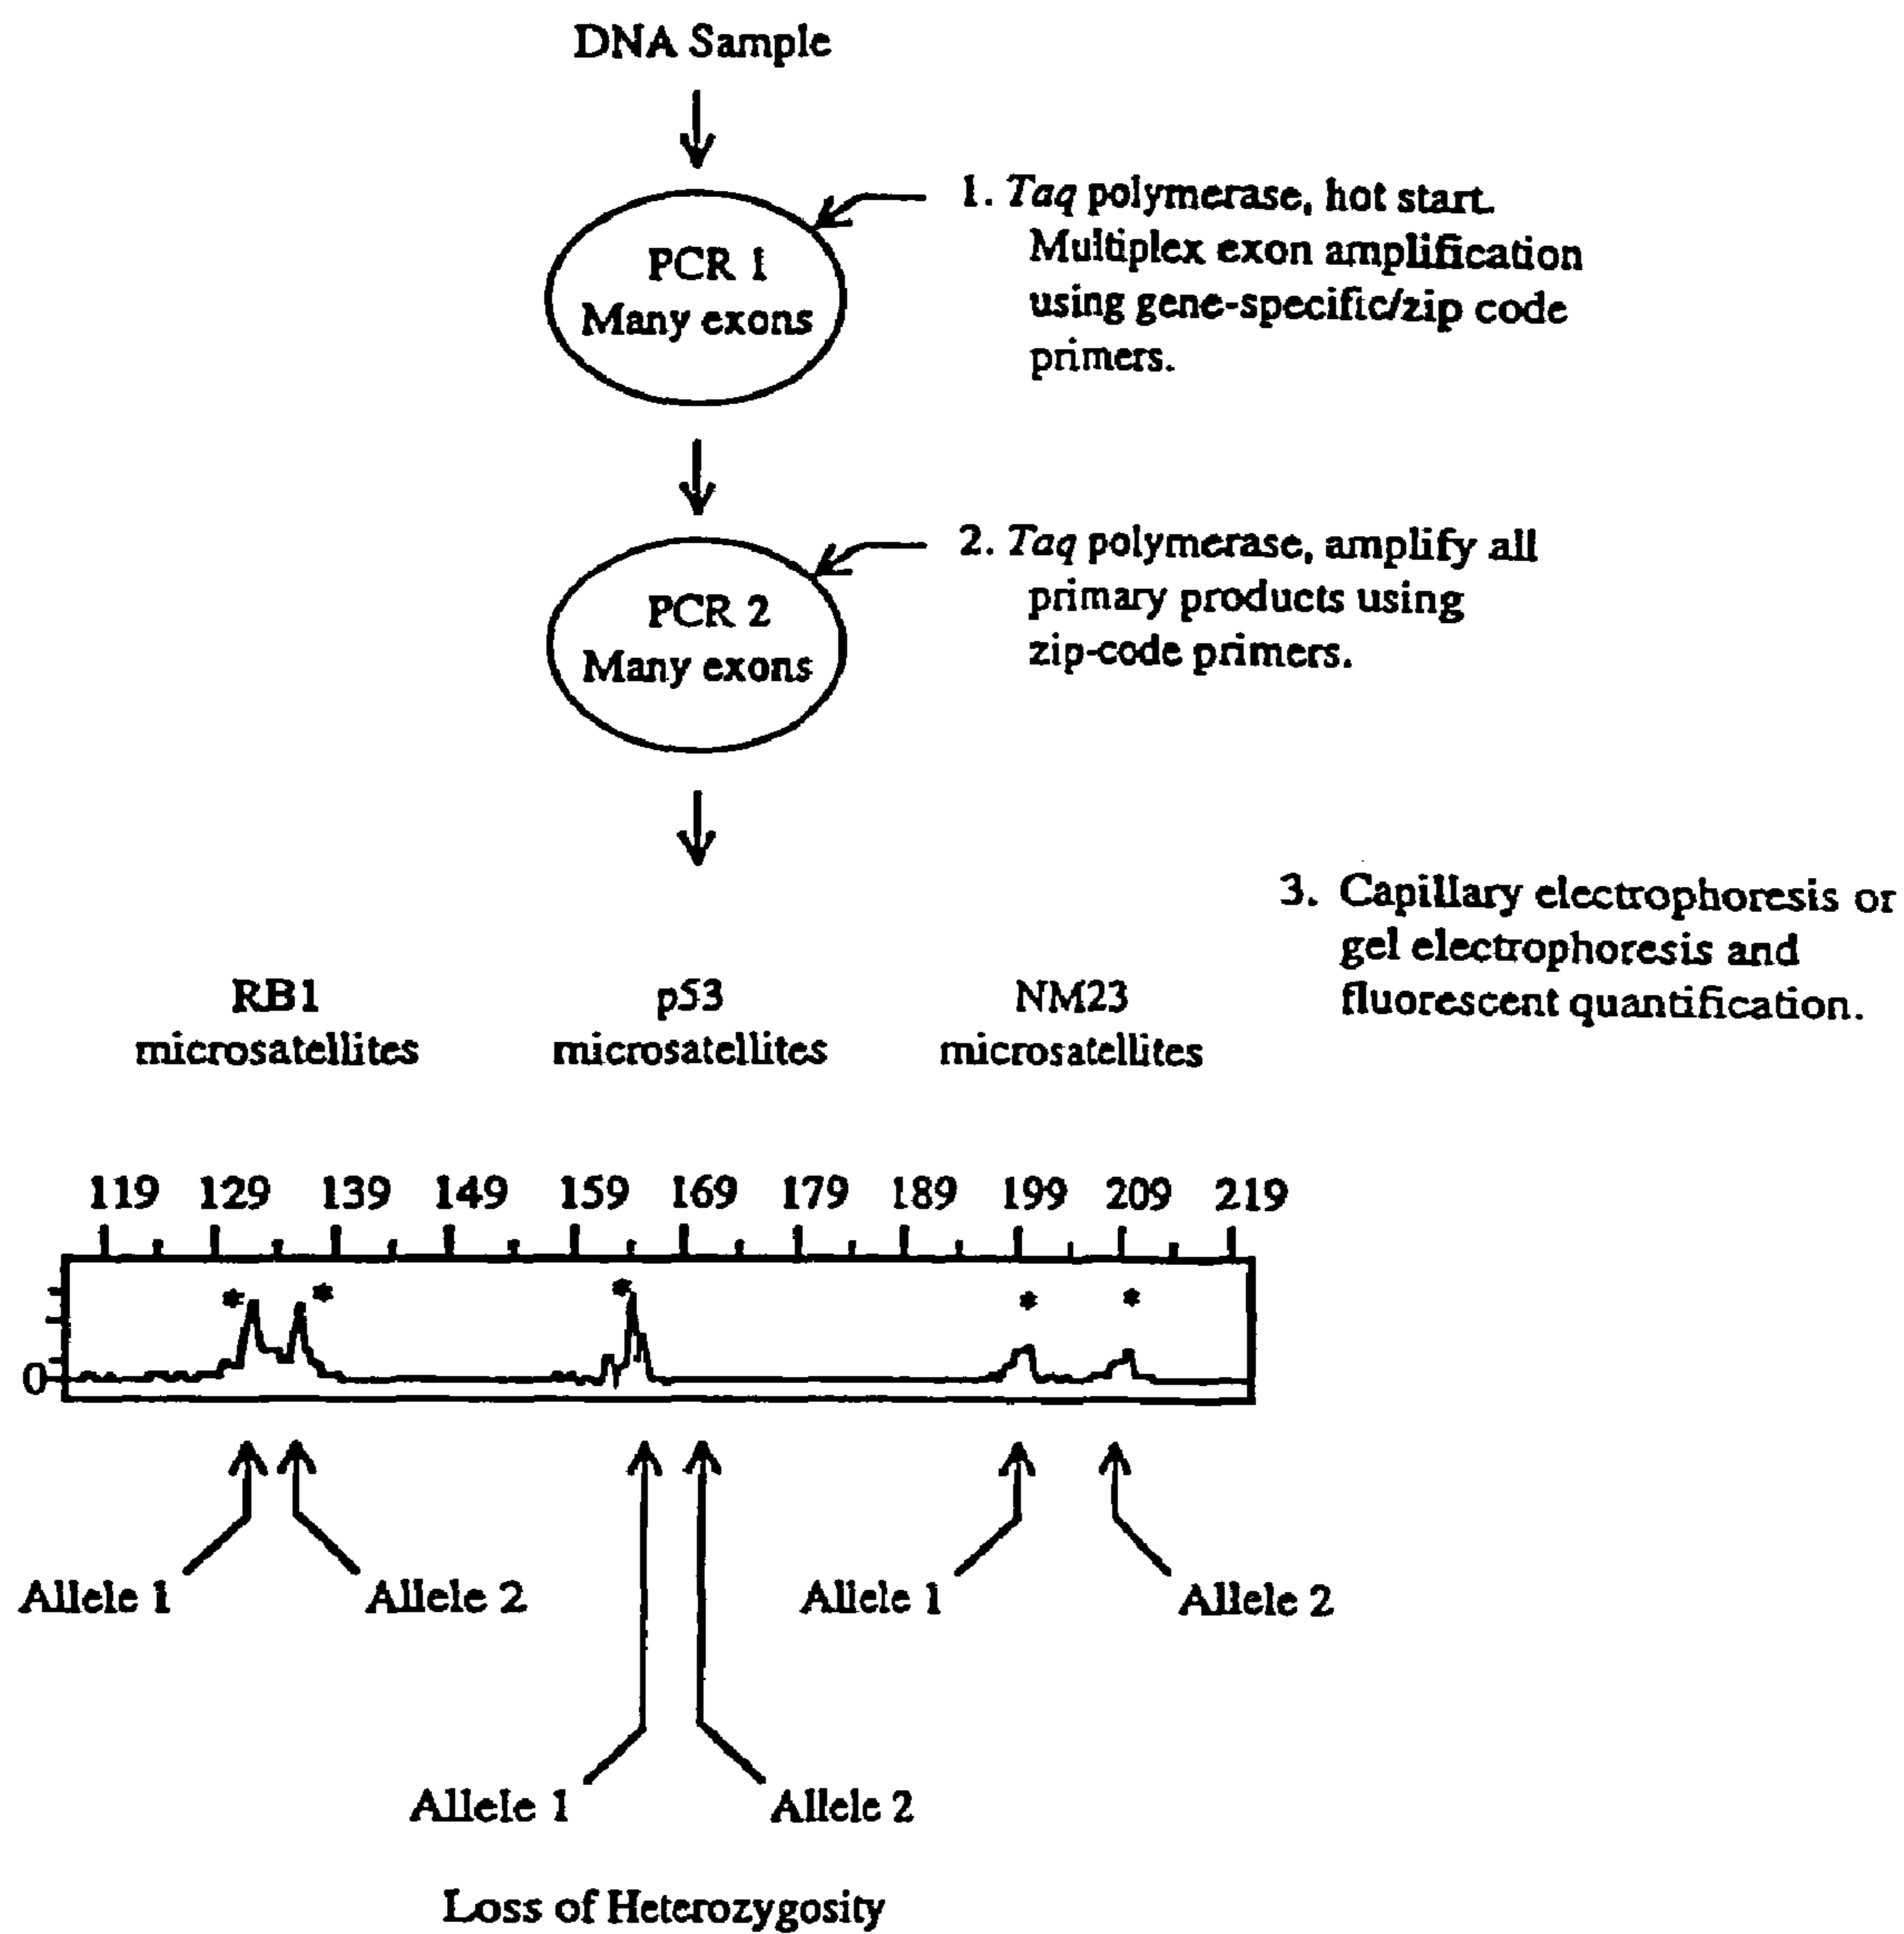 DNA Sample
1. Taq polymerase, hot start.
Multiplex exon amplification
using gene-specific/zip code
primers.
PCR 1
Many exons
2. Taq polymerase, amplify all
primary products using
zip-code primers.
PCR 2
Many exons
3. Capillary electrophoresis or
gel electrophoresis and
fluorescent quantification.
RB1
microsatellites
p53
microsatellites
NM23
microsatellites
119 129 139 149 159 169 179 189 199 209 219
* * * * *
0
Allele 1 Allele 2 Allele 1 Allele 2
Allele 1 Allele 2
Loss of Heterozygosity